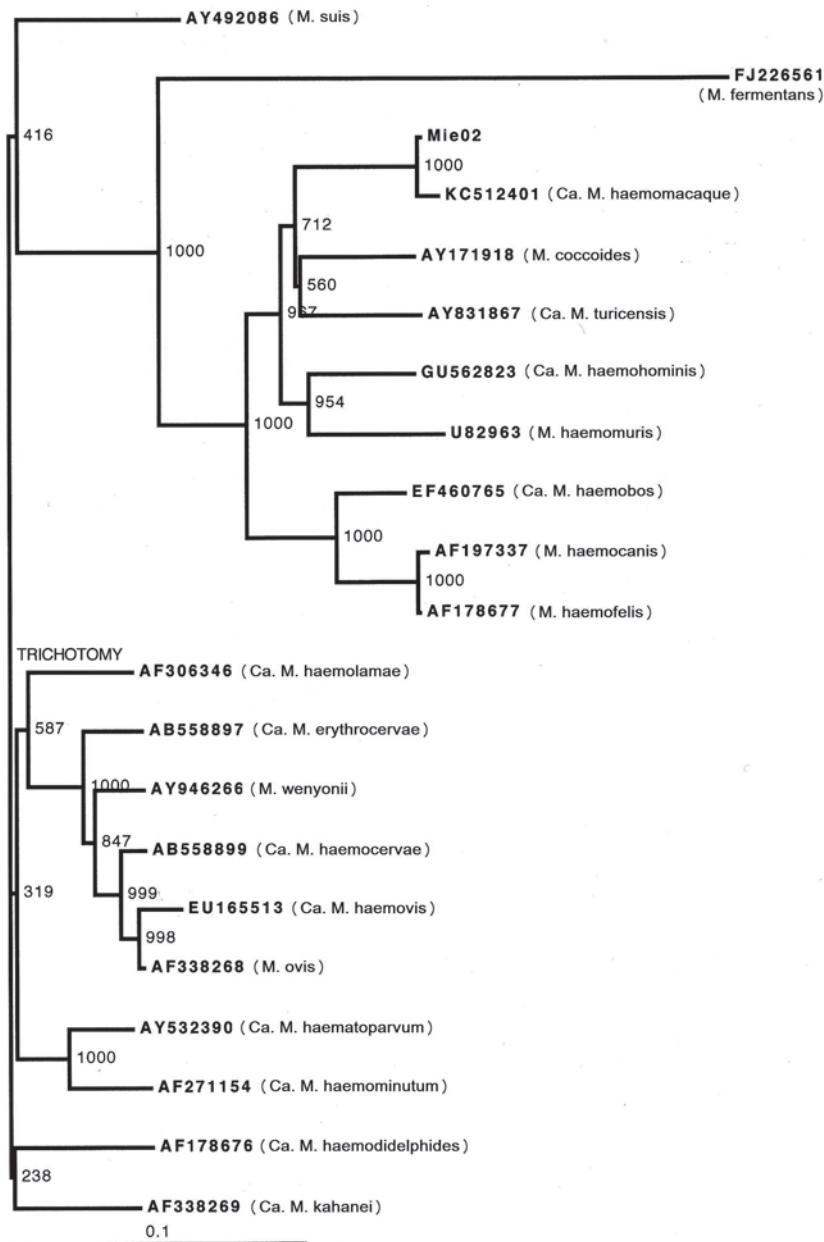 AY492086 (M. suis)
FJ226561
(M. fermentans)
416
Mie02
1000
KC512401 (Ca. M. haemomacaque)
712
1000
AY171918 (M. coccoides)
560
967
AY831867 (Ca. M. turicensis)
GU562823 (Ca. M. haemohominis)
954
1000
U82963 (M. haemomuris)
EF460765 (Ca. M. haemobos)
1000
AF197337 (M. haemocanis)
1000
AF178677 (M. haemofelis)
TRICHOTOMY
AF306346 (Ca. M. haemolamae)
587
AB558897 (Ca. M. erythrocervae)
1000
AY946266 (M. wenyonii)
847
AB558899 (Ca. M. haemocervae)
319
999
EU165513 (Ca. M. haemovis)
998
AF338268 (M. ovis)
AY532390 (Ca. M. haematoparvum)
1000
AF271154 (Ca. M. haemominutum)
AF178676 (Ca. M. haemodidelphides)
238
AF338269 (Ca. M. kahanei)
0.1